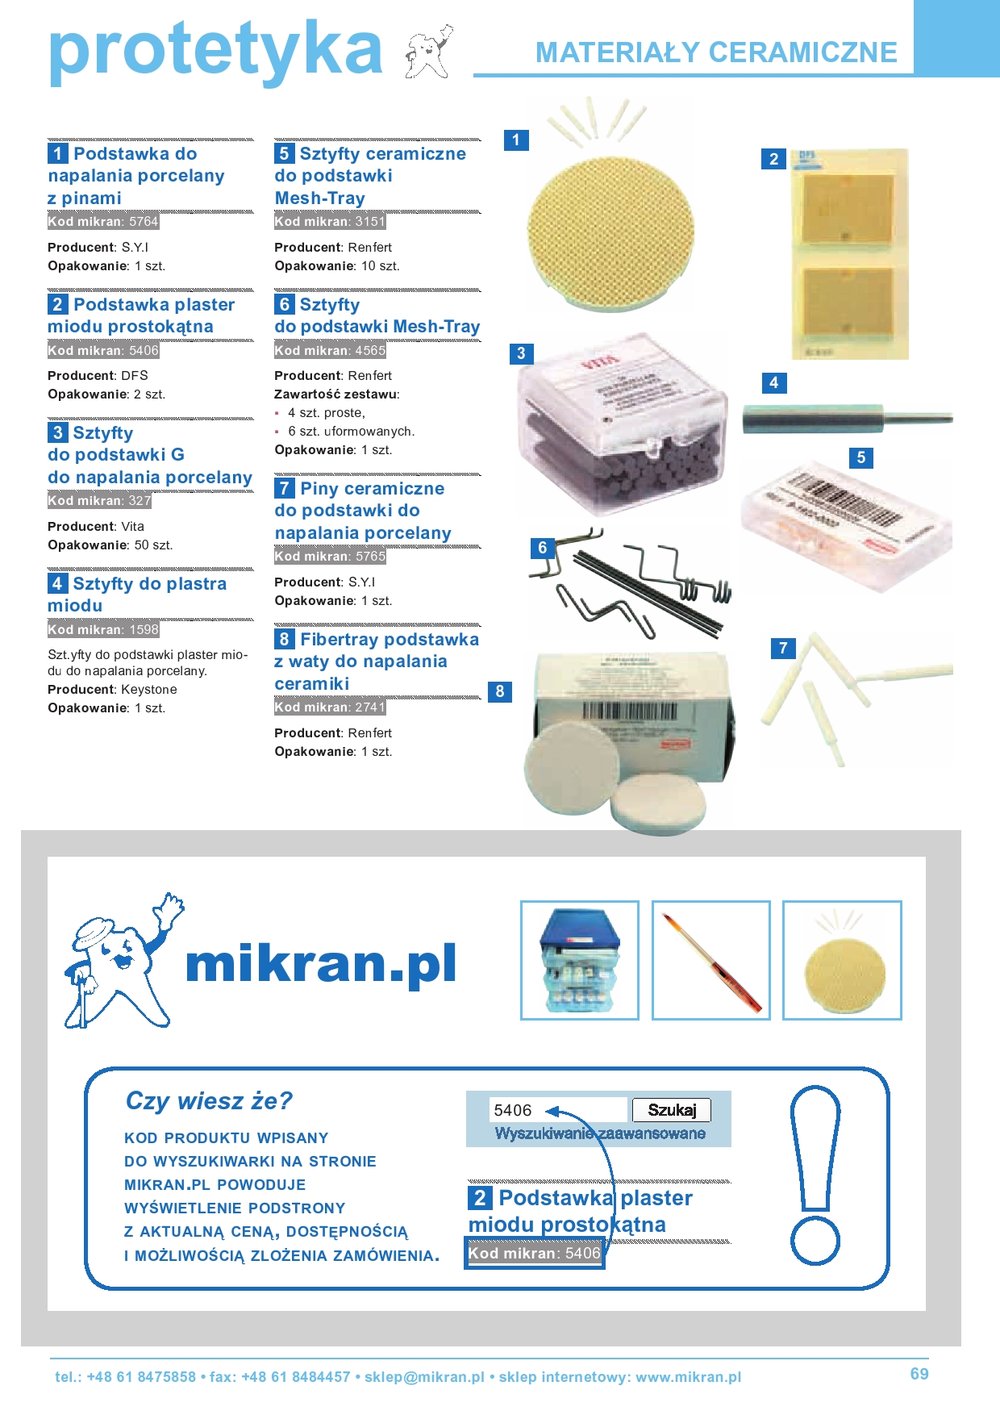 protetyka
MATERIAŁY CERAMICZNE
1 Podstawka do
napalania porcelany
z pinami
Kod mikran: 5764
Producent: S.Y.I
Opakowanie: 1 szt.
2 Podstawka plaster
miodu prostokątna
Kod mikran: 5406
Producent: DFS
Opakowanie: 2 szt.
3 Sztyfty
do podstawki G
do napalania porcelany
Kod mikran: 327
Producent: Vita
Opakowanie: 50 szt.
4 Sztyfty do plastra
miodu
Kod mikran: 1598
Szt.yfty do podstawki plaster mio-
du do napalania porcelany.
Producent: Keystone
Opakowanie: 1 szt.
5 Sztyfty ceramiczne
do podstawki
Mesh-Tray
Kod mikran: 3151
Producent: Renfert
Opakowanie: 10 szt.
6 Sztyfty
do podstawki Mesh-Tray
Kod mikran: 4565
Producent: Renfert
Zawartość zestawu:
• 4 szt. proste,
• 6 szt. uformowanych.
Opakowanie: 1 szt.
7 Piny ceramiczne
do podstawki do
napalania porcelany
Kod mikran: 5765
Producent: S.Y.I
Opakowanie: 1 szt.
8 Fibertray podstawka
z waty do napalania
ceramiki
Kod mikran: 2741
Producent: Renfert
Opakowanie: 1 szt.
1
2
DFS
3
VITA
4
5
6
7
8
mikran.pl
Czy wiesz że?
KOD PRODUKTU WPISANY
DO WYSZUKIWARKI NA STRONIE
MIKRAN.PL POWODUJE
WYŚWIETLENIE PODSTRONY
Z AKTUALNĄ CENĄ, DOSTĘPNOŚCIĄ
I MOŻLIWOŚCIĄ ZLOŻENIA ZAMÓWIENIA.
5406 Szukaj
Wyszukiwanie zaawansowane
2 Podstawka plaster
miodu prostokątna
Kod mikran: 5406
tel.: +48 61 8475858 • fax: +48 61 8484457 • sklep@mikran.pl • sklep internetowy: www.mikran.pl
69